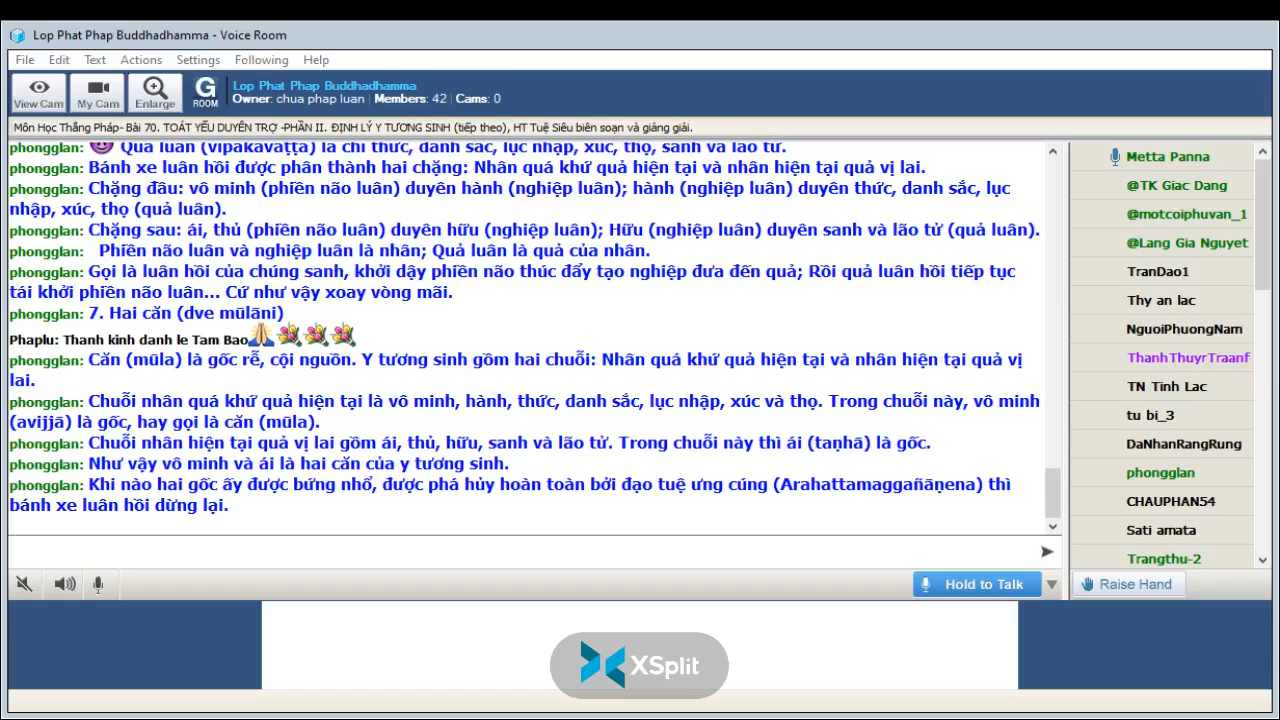 Lop Phat Phap Buddhadhamma - Voice Room
File Edit Text Actions Settings Following Help
View Cam My Cam Enlarge G ROOM
Lop Phat Phap Buddhadhamma
Owner: chua phap luan | Members: 42 | Cams: 0
Môn Học Thắng Pháp- Bài 70. TOÁT YẾU DUYÊN TRỢ -PHẦN II. ĐỊNH LÝ Y TƯƠNG SINH (tiếp theo), HT Tuệ Siêu biên soạn và giảng giải.
phongglan: Quả luân (vipākavaṭṭa) là chỉ thức, danh sắc, lục nhập, xúc, thọ, sanh và lão tử.
phongglan: Bánh xe luân hồi được phân thành hai chặng: Nhân quá khứ quả hiện tại và nhân hiện tại quả vị lai.
phongglan: Chặng đầu: vô minh (phiền não luân) duyên hành (nghiệp luân); hành (nghiệp luân) duyên thức, danh sắc, lục
nhập, xúc, thọ (quả luân).
phongglan: Chặng sau: ái, thủ (phiền não luân) duyên hữu (nghiệp luân); Hữu (nghiệp luân) duyên sanh và lão tử (quả luân).
phongglan: Phiền não luân và nghiệp luân là nhân; Quả luân là quả của nhân.
phongglan: Gọi là luân hồi của chúng sanh, khởi dậy phiền não thúc đẩy tạo nghiệp đưa đến quả; Rồi quả luân hồi tiếp tục
tái khởi phiền não luân... Cứ như vậy xoay vòng mãi.
phongglan: 7. Hai căn (dve mūlāni)
Phaplu: Thanh kinh danh le Tam Bao
phongglan: Căn (mūla) là gốc rễ, cội nguồn. Y tương sinh gồm hai chuỗi: Nhân quá khứ quả hiện tại và nhân hiện tại quả vị
lai.
phongglan: Chuỗi nhân quá khứ quả hiện tại là vô minh, hành, thức, danh sắc, lục nhập, xúc và thọ. Trong chuỗi này, vô minh
(avijjā) là gốc, hay gọi là căn (mūla).
phongglan: Chuỗi nhân hiện tại quả vị lai gồm ái, thủ, hữu, sanh và lão tử. Trong chuỗi này thì ái (taṇhā) là gốc.
phongglan: Như vậy vô minh và ái là hai căn của y tương sinh.
phongglan: Khi nào hai gốc ấy được bứng nhổ, được phá hủy hoàn toàn bởi đạo tuệ ưng cúng (Arahattamaggañāṇena) thì
bánh xe luân hồi dừng lại.
Metta Panna
@TK Giac Dang
@motcoiphuvan_1
@Lang Gia Nguyet
TranDao1
Thy an lac
NguoiPhuongNam
ThanhThuyrTraanf
TN Tinh Lac
tu bi_3
DaNhanRangRung
phongglan
CHAUPHAN54
Sati amata
Trangthu-2
Hold to Talk
Raise Hand
XSplit